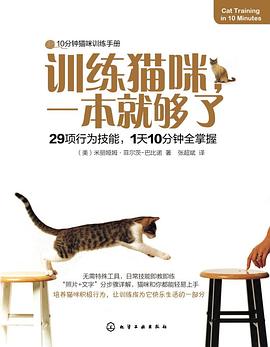 Cat Training
in 10 Minutes
10分钟猫咪训练手册
训练猫咪，
一本就够了
29项行为技能，1天10分钟全掌握
（美）米丽娅姆·菲尔茨-巴比诺 著 张超斌 译
无需特殊工具，日常技能即教即练
“照片+文字”分步骤详解，猫咪和你都能轻易上手
培养猫咪积极行为，让训练成为它快乐生活的一部分
化学工业出版社